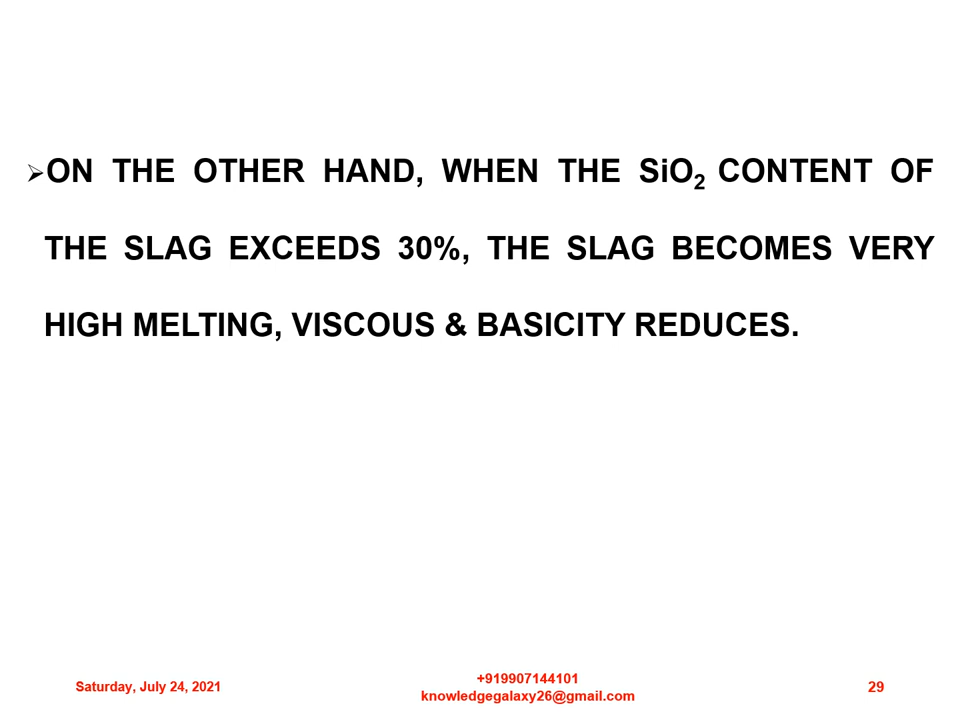 ➢ON THE OTHER HAND, WHEN THE SiO₂ CONTENT OF
THE SLAG EXCEEDS 30%, THE SLAG BECOMES VERY
HIGH MELTING, VISCOUS & BASICITY REDUCES.
Saturday, July 24, 2021
+919907144101
knowledgegalaxy26@gmail.com
29